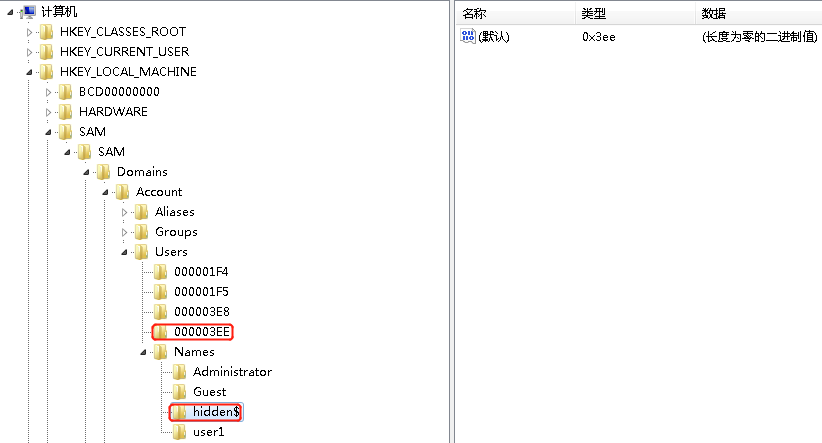 计算机
HKEY_CLASSES_ROOT
HKEY_CURRENT_USER
HKEY_LOCAL_MACHINE
BCD00000000
HARDWARE
SAM
SAM
Domains
Account
Aliases
Groups
Users
000001F4
000001F5
000003E8
000003EE
Names
Administrator
Guest
hidden$
user1
名称 类型 数据
(默认) 0x3ee (长度为零的二进制值)